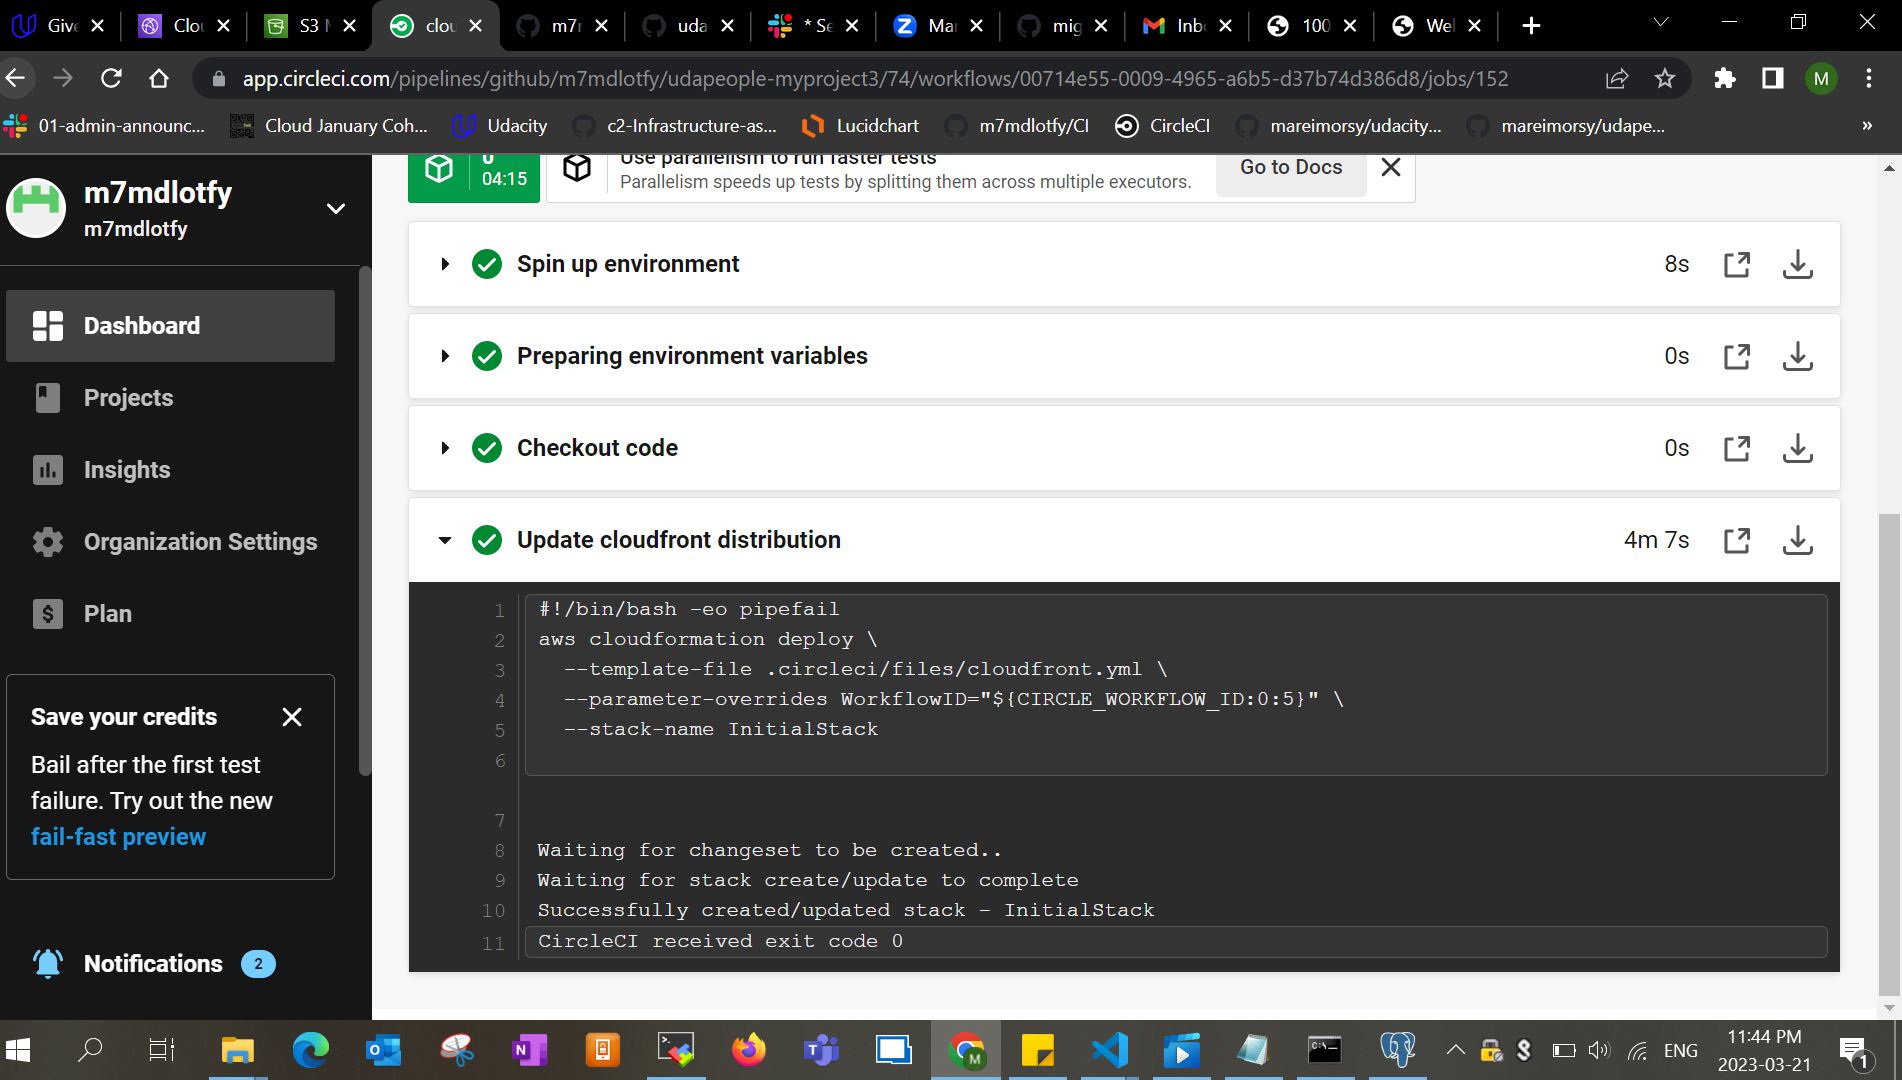 Give
Clou
S3 M
clou
m7m
uda
* Se
Mar
mig
Inb
100
Wel
app.circleci.com/pipelines/github/m7mdlotfy/udapeople-myproject3/74/workflows/00714e55-0009-4965-a6b5-d37b74d386d8/jobs/152
M
01-admin-announc...
Cloud January Coh...
Udacity
c2-Infrastructure-as...
Lucidchart
m7mdlotfy/CI
CircleCI
mareimorsy/udacity...
mareimorsy/udape...
»
m7mdlotfy
m7mdlotfy
Dashboard
Projects
Insights
Organization Settings
Plan
Save your credits
Bail after the first test
failure. Try out the new
fail-fast preview
Notifications 2
0
04:15
Use parallelism to run faster tests
Parallelism speeds up tests by splitting them across multiple executors.
Go to Docs
Spin up environment 8s
Preparing environment variables 0s
Checkout code 0s
Update cloudfront distribution 4m 7s
1 #!/bin/bash -eo pipefail
2 aws cloudformation deploy \
3 --template-file .circleci/files/cloudfront.yml \
4 --parameter-overrides WorkflowID="${CIRCLE_WORKFLOW_ID:0:5}" \
5 --stack-name InitialStack
6
7
8 Waiting for changeset to be created..
9 Waiting for stack create/update to complete
10 Successfully created/updated stack - InitialStack
11 CircleCI received exit code 0
ENG
11:44 PM
2023-03-21
1